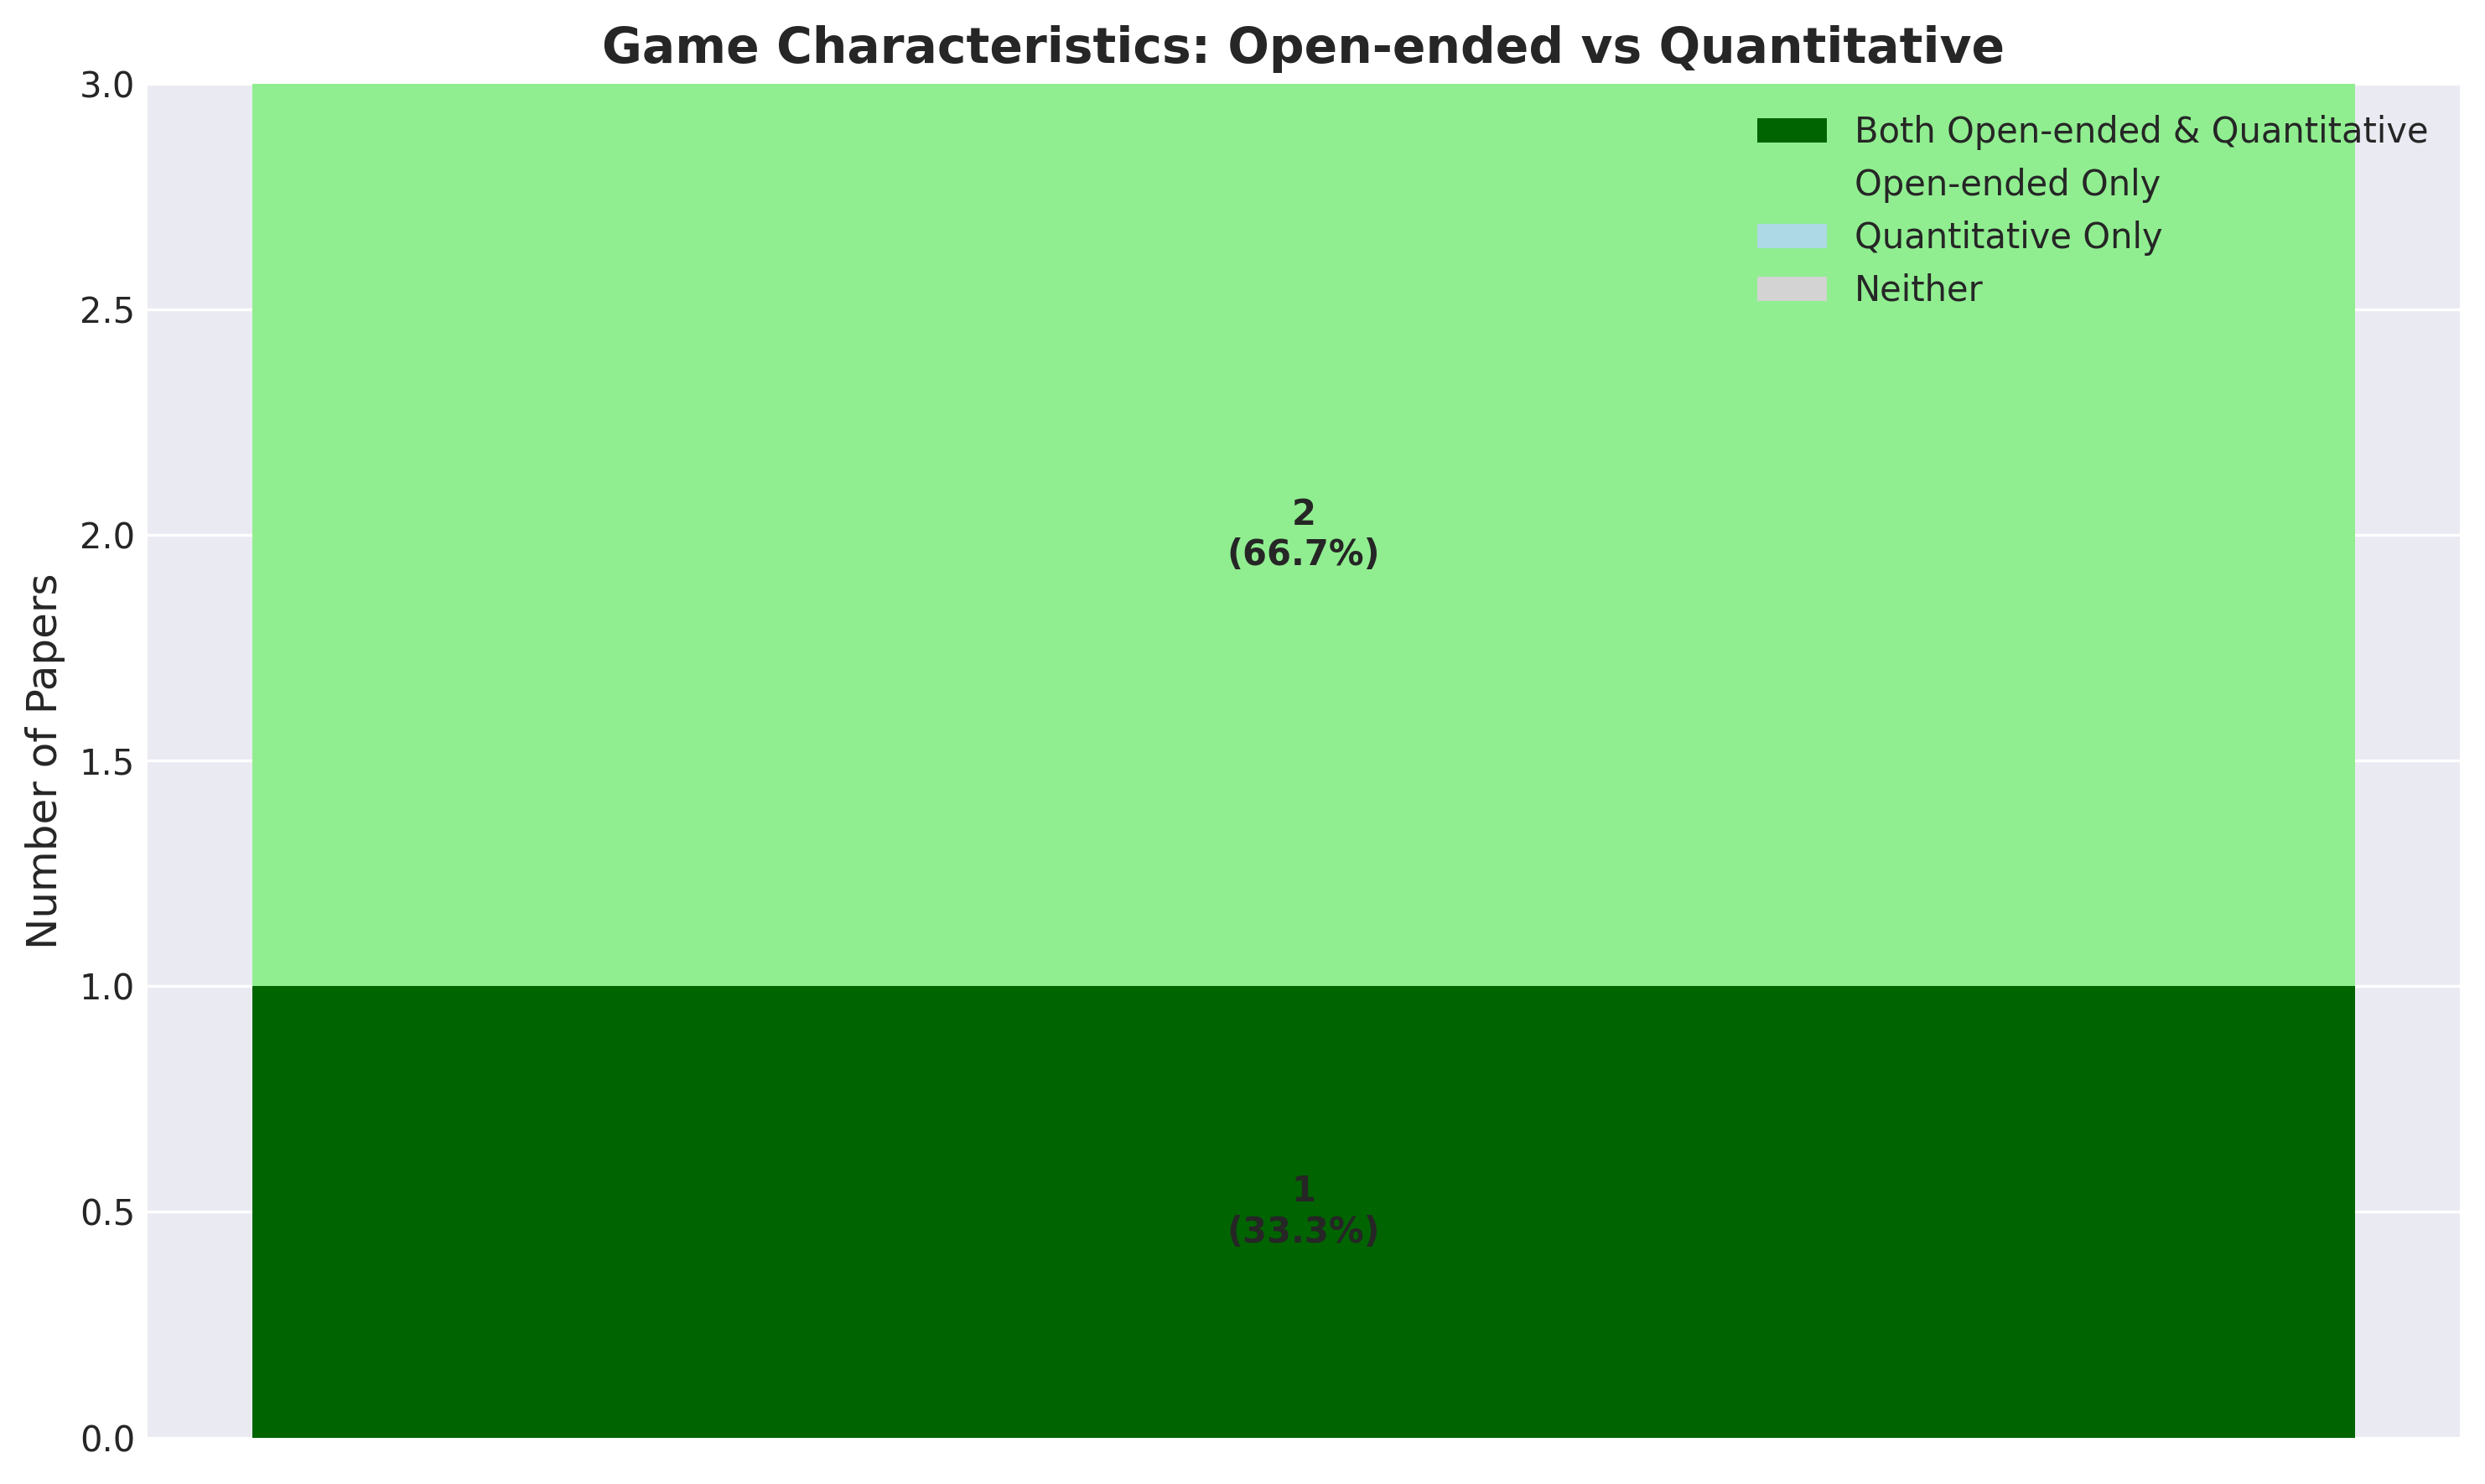 Game Characteristics: Open-ended vs Quantitative
3.0
2.5
2.0
1.5
1.0
0.5
0.0
Number of Papers
Both Open-ended & Quantitative
Open-ended Only
Quantitative Only
Neither
2
(66.7%)
1
(33.3%)